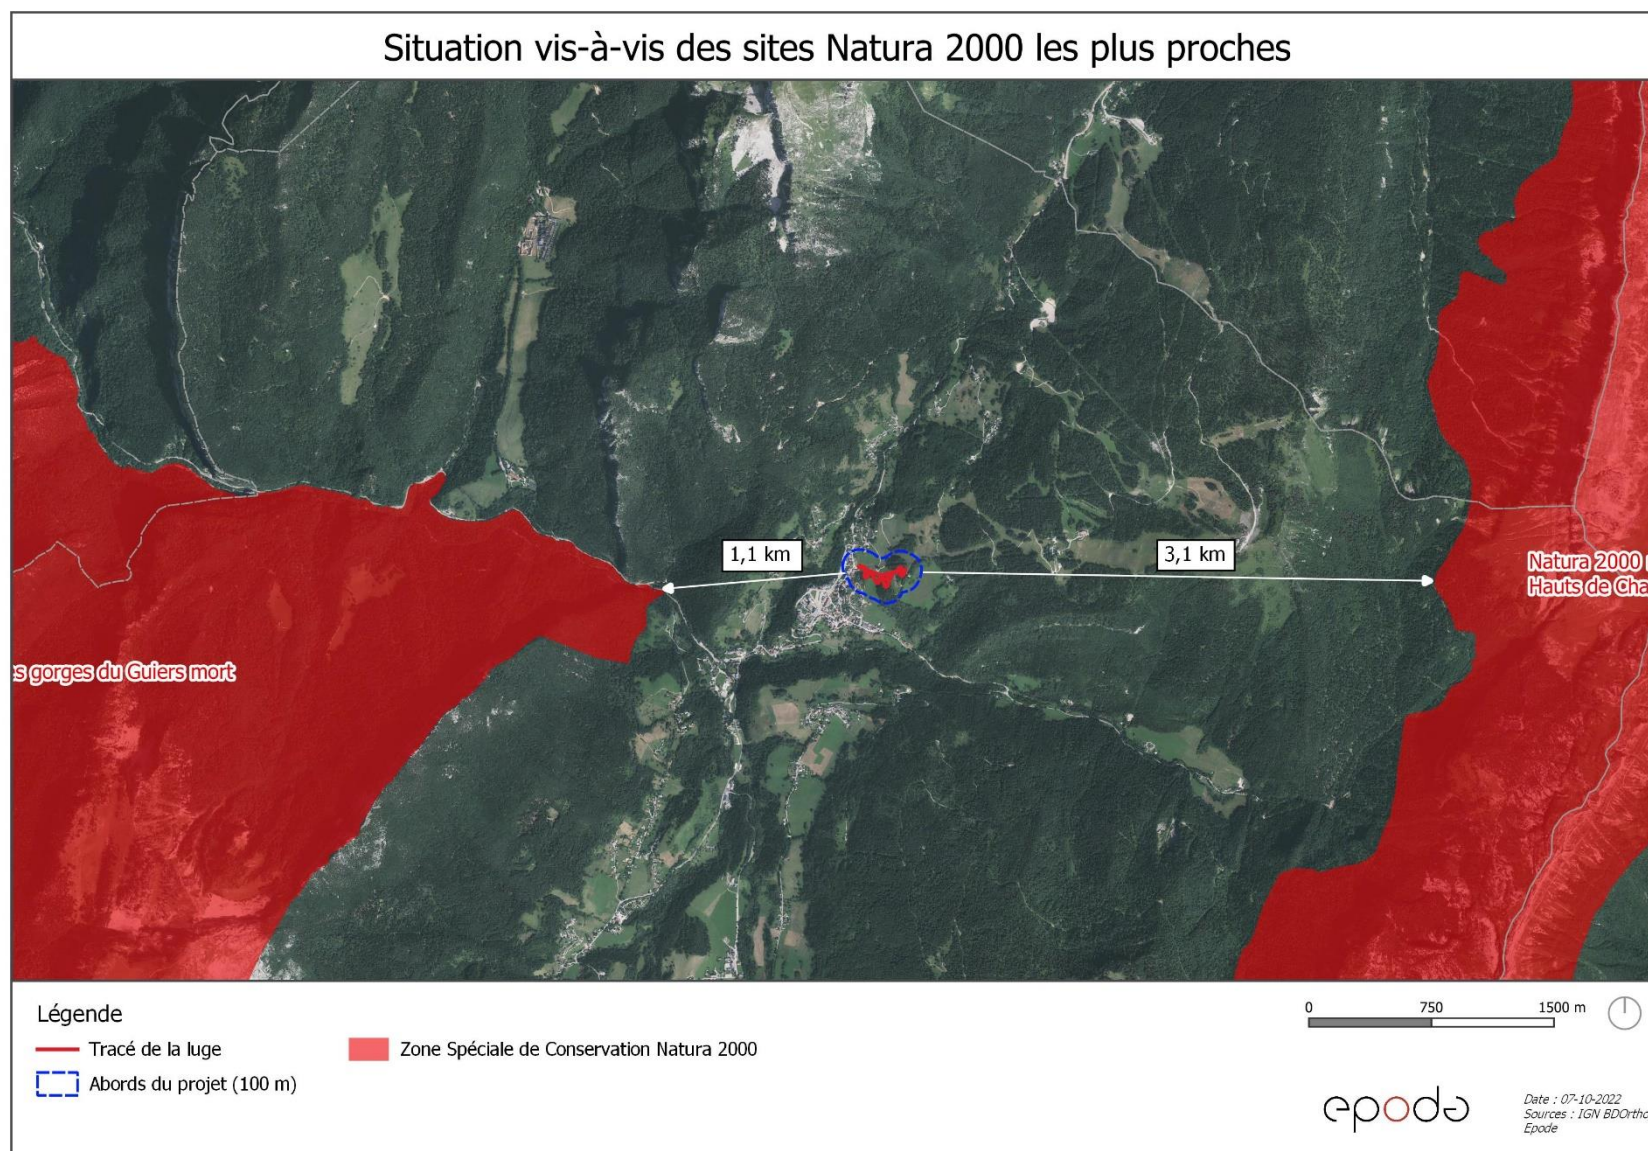 Situation vis-à-vis des sites Natura 2000 les plus proches
1,1 km
3,1 km
Natura 2000
Hauts de
gorges du Guiers mort
Légende
Tracé de la luge
Abords du projet (100 m)
Zone Spéciale de Conservation Natura 2000
0 750 1500 m
epode
Date : 07-10-2022
Sources : IGN BDOrtho
Epode